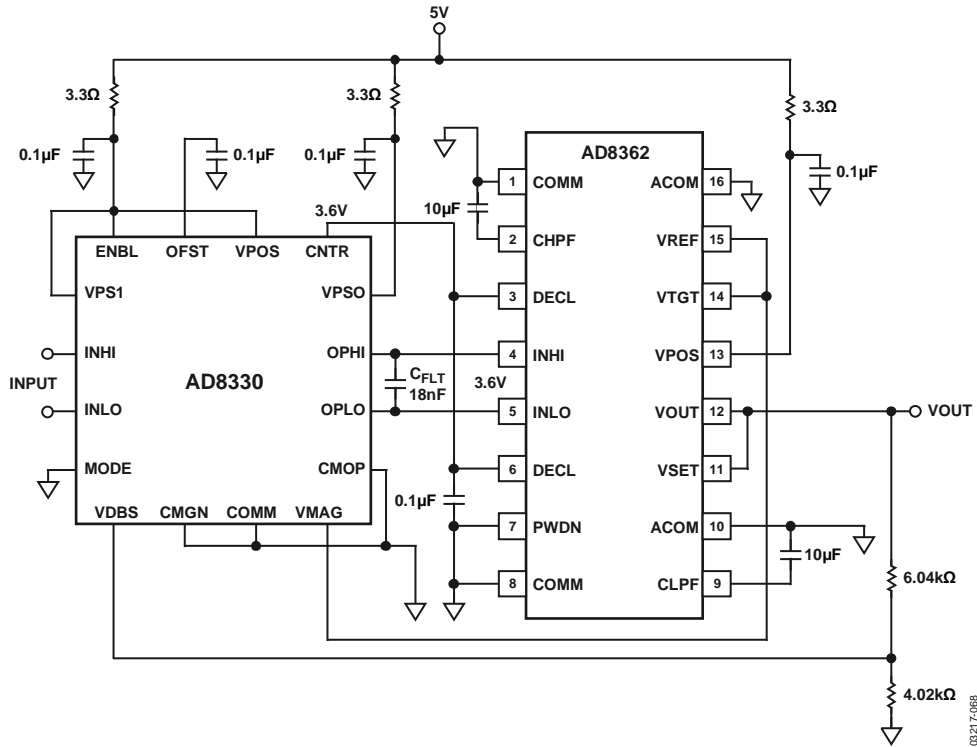 5V
3.3Ω
3.3Ω
3.3Ω
0.1µF
0.1µF
0.1µF
0.1µF
AD8362
1 COMM ACOM 16
10µF
3.6V
2 CHPF VREF 15
ENBL OFST VPOS CNTR
VPS1 VPSO
3 DECL VTGT 14
INHI OPHI
4 INHI VPOS 13
AD8330
CFLT
18nF
3.6V
INPUT
INLO OPLO
5 INLO VOUT 12
VOUT
MODE CMOP
6 DECL VSET 11
0.1µF
VDBS CMGN COMM VMAG
7 PWDN ACOM 10
10µF
6.04kΩ
8 COMM CLPF 9
4.02kΩ
03217-068